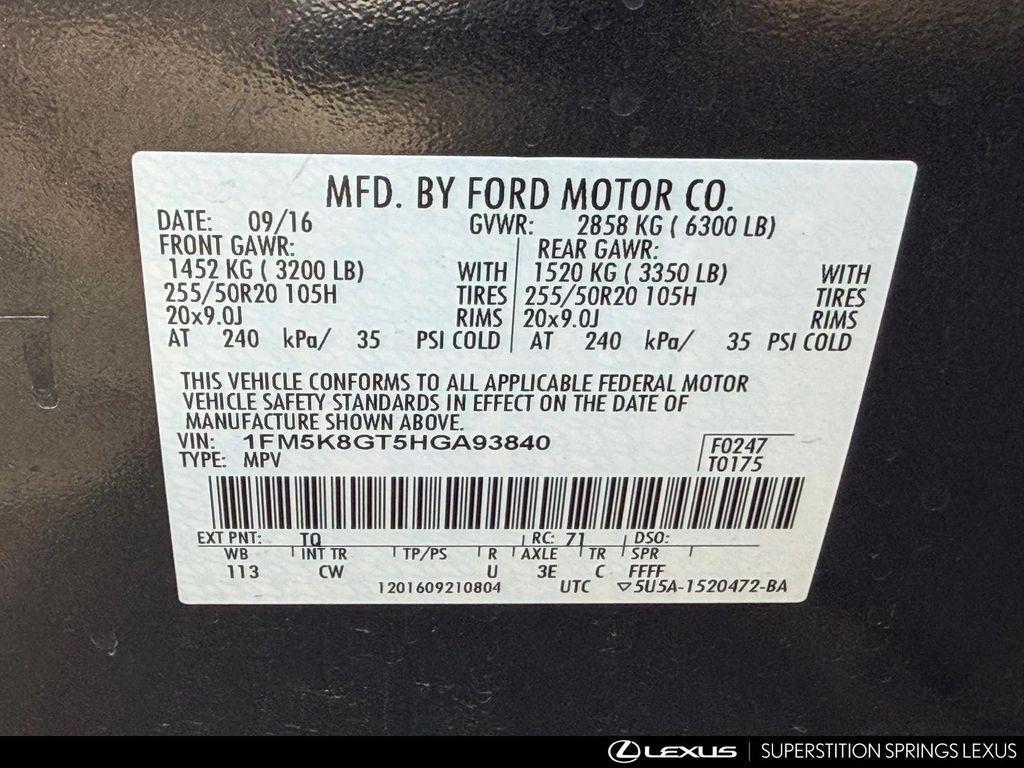 MFD. BY FORD MOTOR CO.
DATE: 09/16 GVWR: 2858 KG ( 6300 LB)
FRONT GAWR: REAR GAWR:
1452 KG ( 3200 LB) WITH 1520 KG ( 3350 LB) WITH
255/50R20 105H TIRES 255/50R20 105H TIRES
20x9.0J RIMS 20x9.0J RIMS
AT 240 kPa/ 35 PSI COLD AT 240 kPa/ 35 PSI COLD
THIS VEHICLE CONFORMS TO ALL APPLICABLE FEDERAL MOTOR
VEHICLE SAFETY STANDARDS IN EFFECT ON THE DATE OF
MANUFACTURE SHOWN ABOVE.
VIN: 1FM5K8GT5HGA93840 F0247
TYPE: MPV T0175
EXT PNT: TQ RC: 71 DSO:
WB INT TR TP/PS R AXLE TR SPR
113 CW U 3E C FFFF
1201609210804 UTC ▽5U5A-1520472-BA
LEXUS SUPERSTITION SPRINGS LEXUS